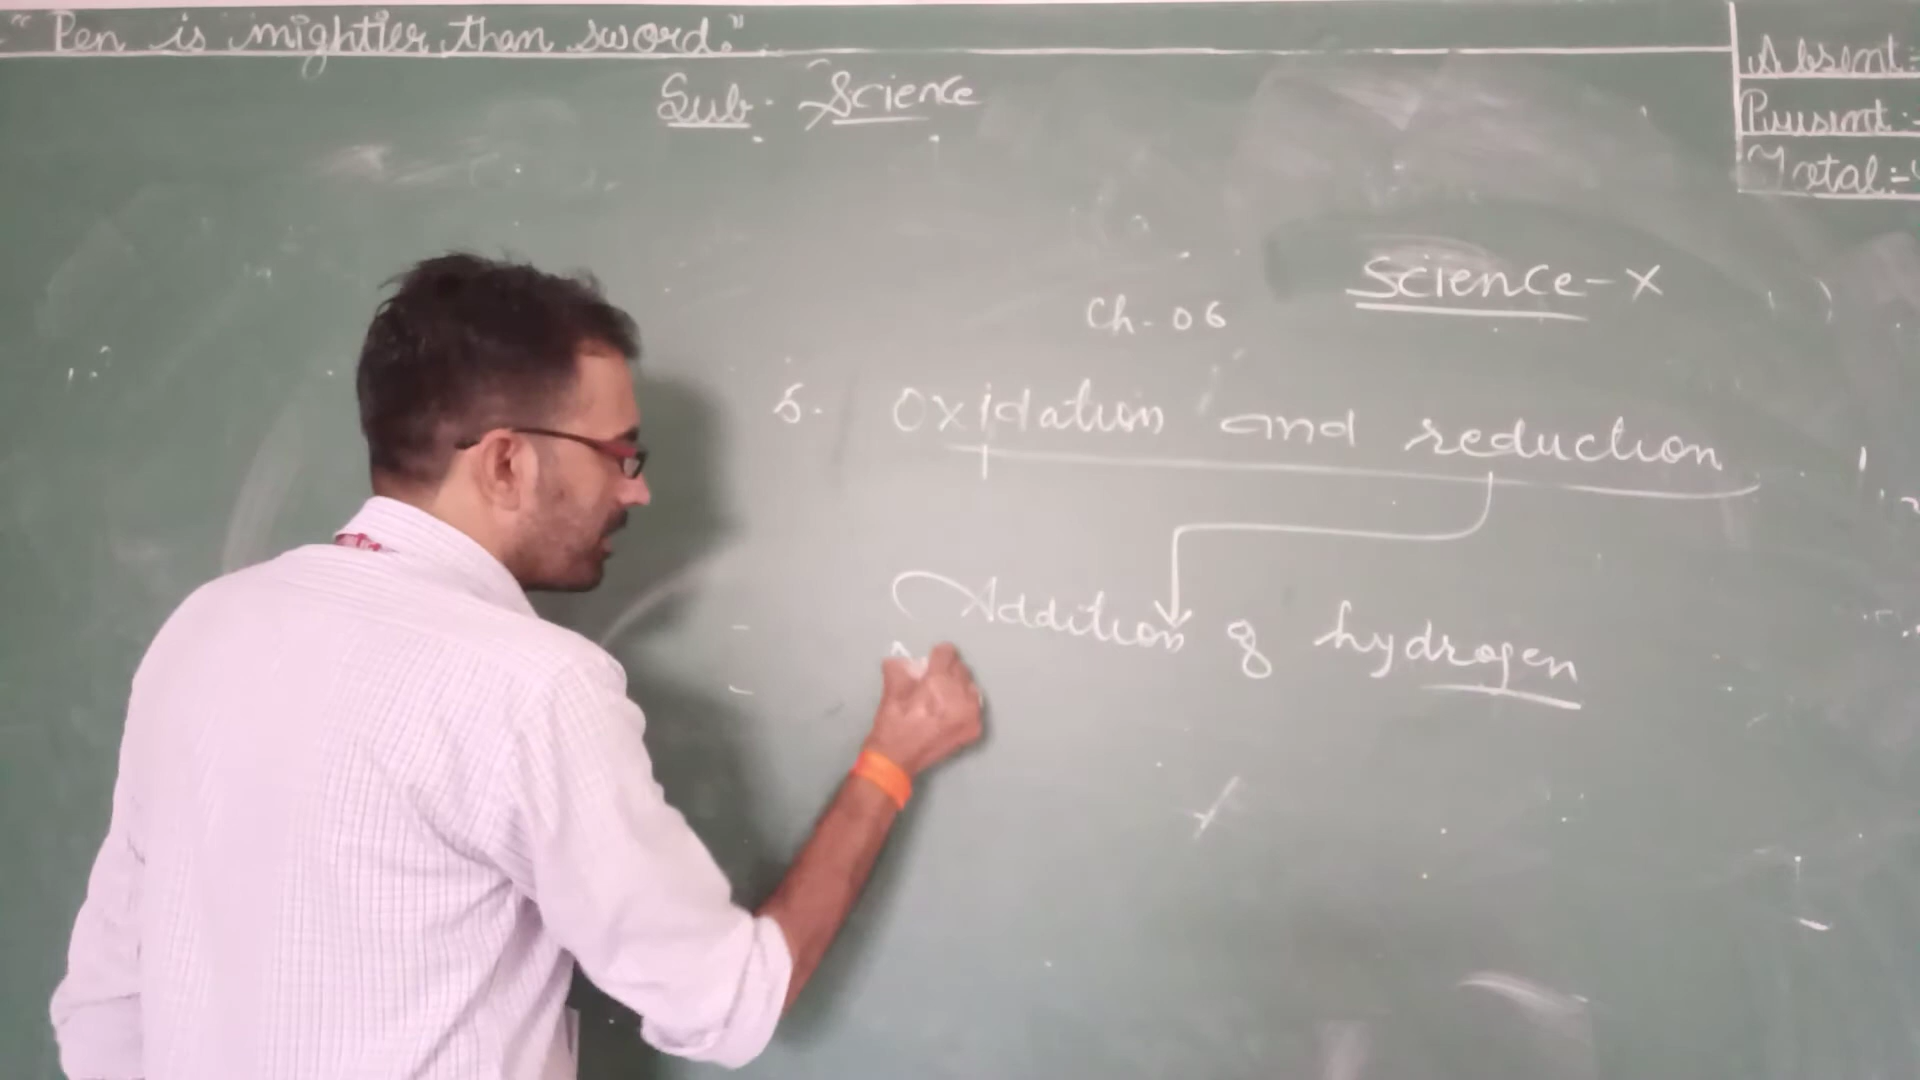 "Pen is mightier than sword."
Absent:-
Present:-
Total:-
Sub- Science
Science-X
Ch-06
Oxidation and reduction
Addition of hydrogen